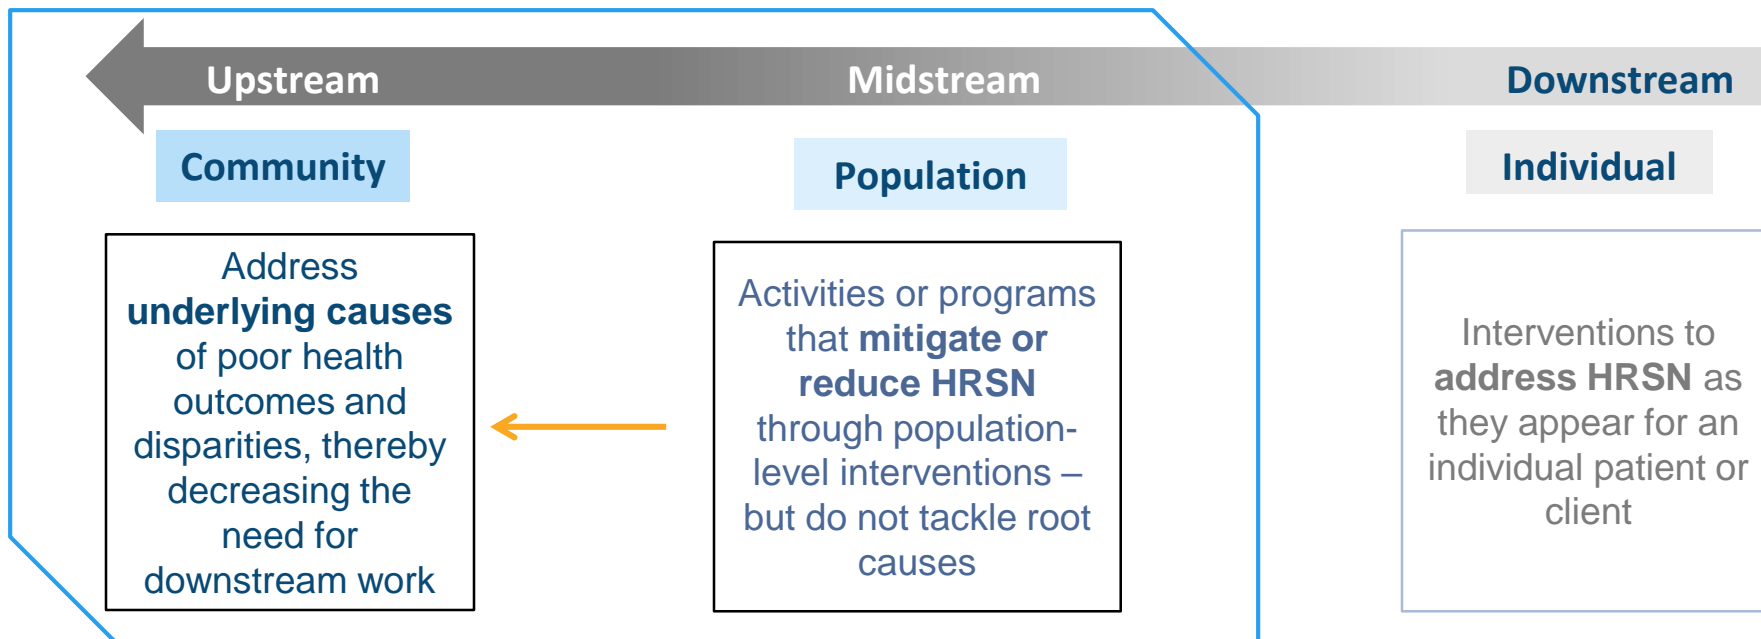 Upstream
Midstream
Downstream
Community
Population
Individual
Address
underlying causes
of poor health
outcomes and
disparities, thereby
decreasing the
need for
downstream work
Activities or programs
that mitigate or
reduce HRSN
through population-
level interventions –
but do not tackle root
causes
Interventions to
address HRSN as
they appear for an
individual patient or
client